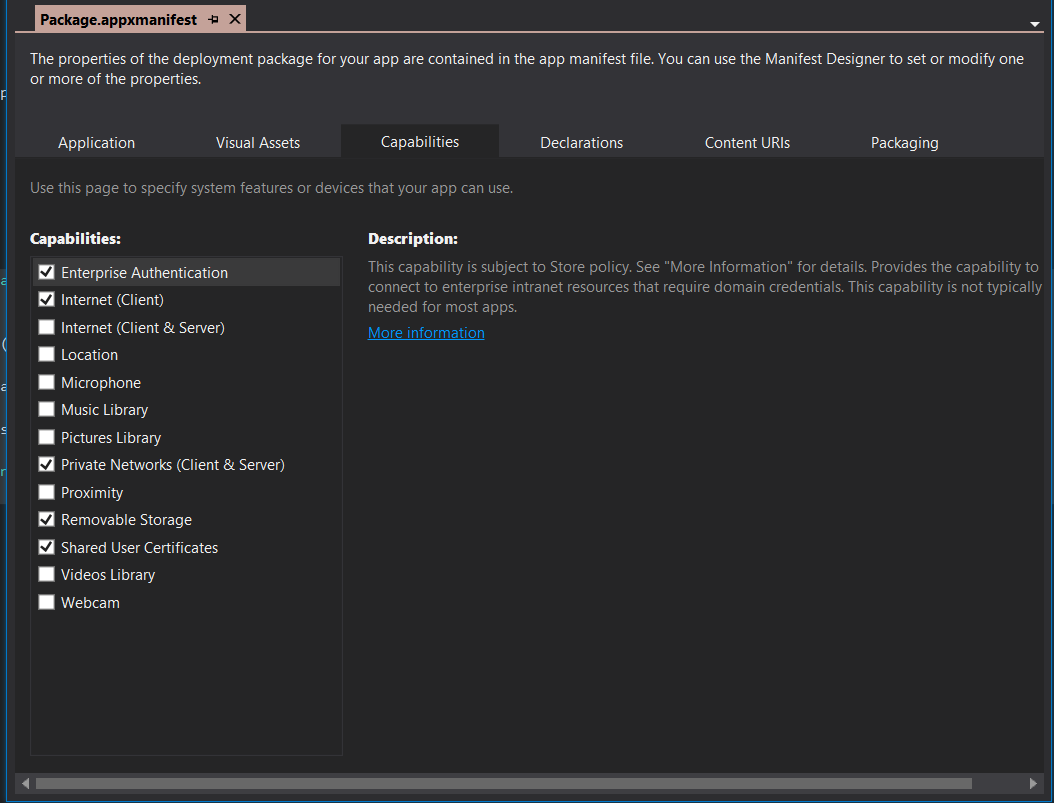 Package.appxmanifest
The properties of the deployment package for your app are contained in the app manifest file. You can use the Manifest Designer to set or modify one
or more of the properties.
Application Visual Assets Capabilities Declarations Content URIs Packaging
Use this page to specify system features or devices that your app can use.
Capabilities:
Enterprise Authentication
Internet (Client)
Internet (Client & Server)
Location
Microphone
Music Library
Pictures Library
Private Networks (Client & Server)
Proximity
Removable Storage
Shared User Certificates
Videos Library
Webcam
Description:
This capability is subject to Store policy. See "More Information" for details. Provides the capability to
connect to enterprise intranet resources that require domain credentials. This capability is not typically
needed for most apps.
More information